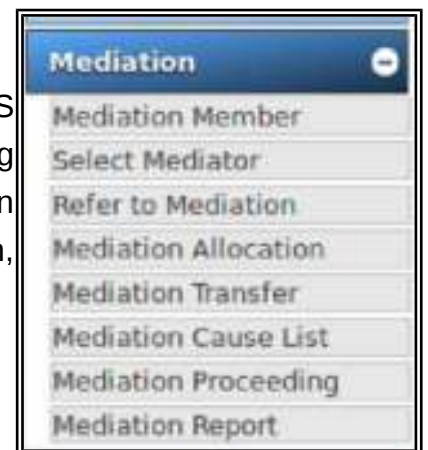 Mediation
Mediation Member
S
Select Mediator
g
Refer to Mediation
n
Mediation Allocation
,
Mediation Transfer
Mediation Cause List
Mediation Proceeding
Mediation Report